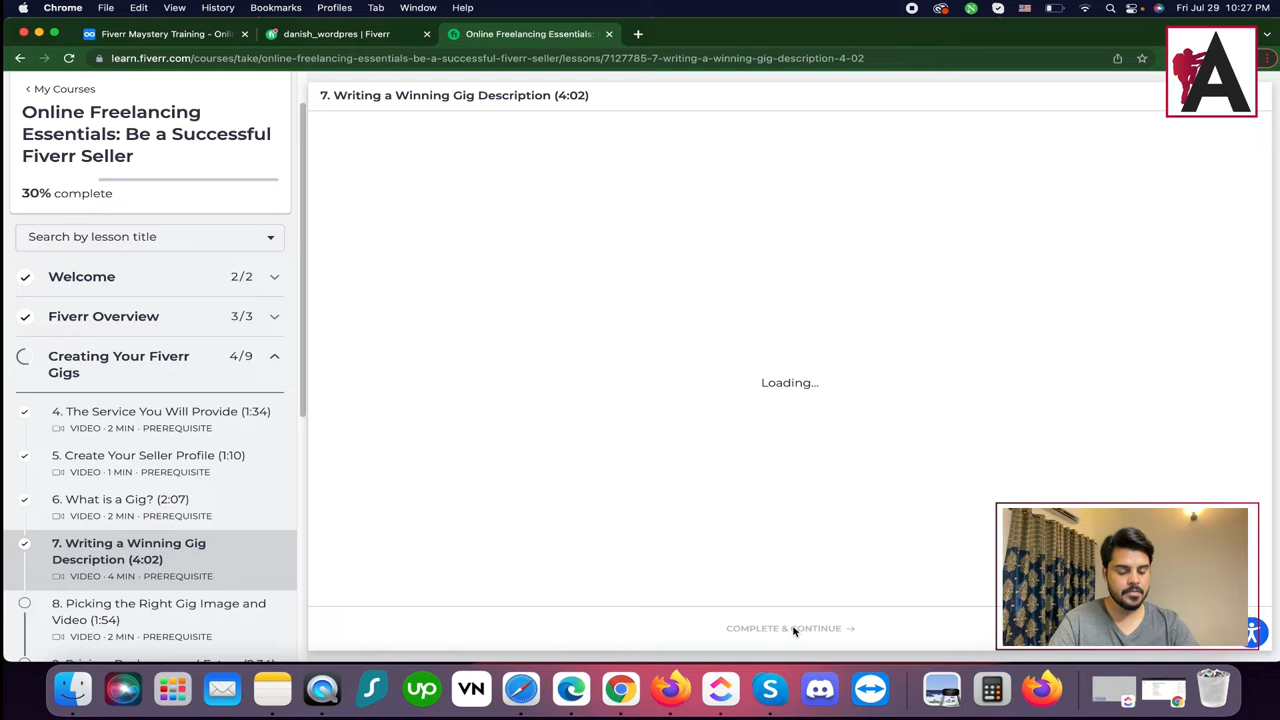 Chrome File Edit View History Bookmarks Profiles Tab Window Help Fri Jul 29 10:27 PM
Fiverr Maystery Training - Onli
danish_wordpres | Fiverr
Online Freelancing Essentials:
learn.fiverr.com/courses/take/online-freelancing-essentials-be-a-successful-fiverr-seller/lessons/7127785-7-writing-a-winning-gig-description-4-02
A
My Courses
Online Freelancing
Essentials: Be a Successful
Fiverr Seller
30% complete
Search by lesson title
Welcome 2/2
Fiverr Overview 3/3
Creating Your Fiverr 4/9
Gigs
4. The Service You Will Provide (1:34)
VIDEO · 2 MIN · PREREQUISITE
5. Create Your Seller Profile (1:10)
VIDEO · 1 MIN · PREREQUISITE
6. What is a Gig? (2:07)
VIDEO · 2 MIN · PREREQUISITE
7. Writing a Winning Gig
Description (4:02)
VIDEO · 4 MIN · PREREQUISITE
8. Picking the Right Gig Image and
Video (1:54)
VIDEO · 2 MIN · PREREQUISITE
7. Writing a Winning Gig Description (4:02)
Loading...
COMPLETE & CONTINUE →
up
VN